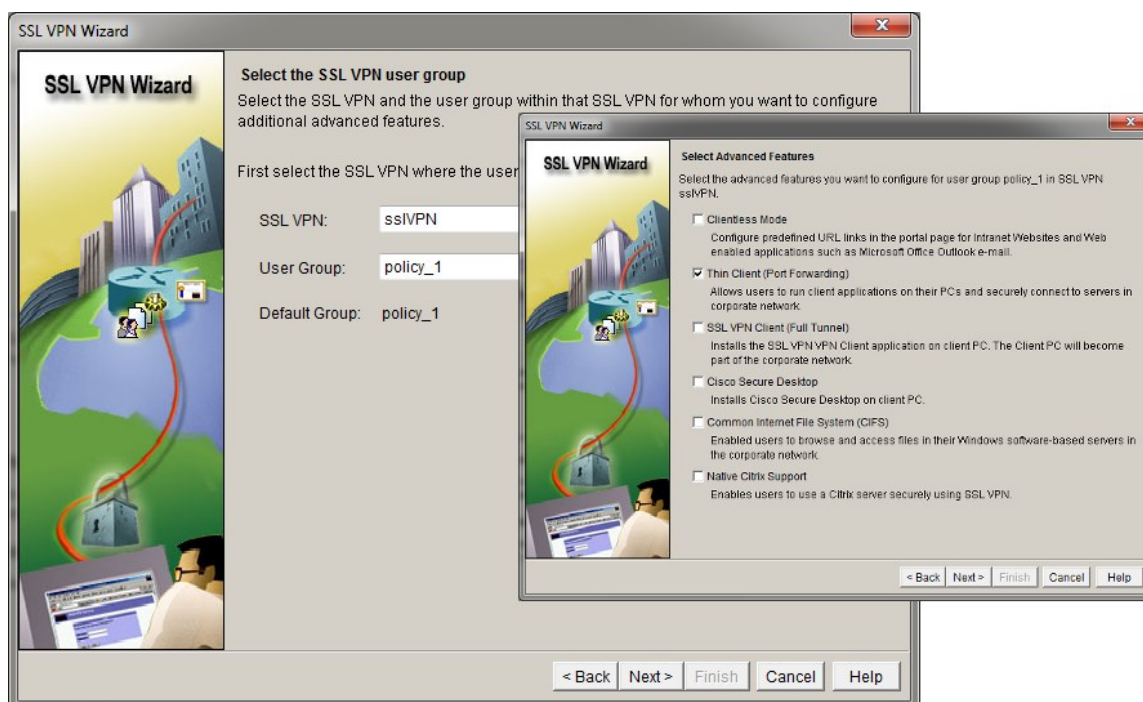 SSL VPN Wizard
SSL VPN Wizard
Select the SSL VPN user group
Select the SSL VPN and the user group within that SSL VPN for whom you want to configure
additional advanced features.
First select the SSL VPN where the user
SSL VPN: sslVPN
User Group: policy_1
Default Group: policy_1
< Back Next > Finish Cancel Help
SSL VPN Wizard
SSL VPN Wizard
Select Advanced Features
Select the advanced features you want to configure for user group policy_1 in SSL VPN
sslVPN.
Clientless Mode
Configure predefined URL links in the portal page for Intranet Websites and Web
enabled applications such as Microsoft Office Outlook e-mail.
Thin Client (Port Forwarding)
Allows users to run client applications on their PCs and securely connect to servers in
corporate network.
SSL VPN Client (Full Tunnel)
Installs the SSL VPN VPN Client application on client PC. The Client PC will become
part of the corporate network.
Cisco Secure Desktop
Installs Cisco Secure Desktop on client PC.
Common Internet File System (CIFS)
Enabled users to browse and access files in their Windows software-based servers in
the corporate network.
Native Citrix Support
Enables users to use a Citrix server securely using SSL VPN.
< Back Next > Finish Cancel Help